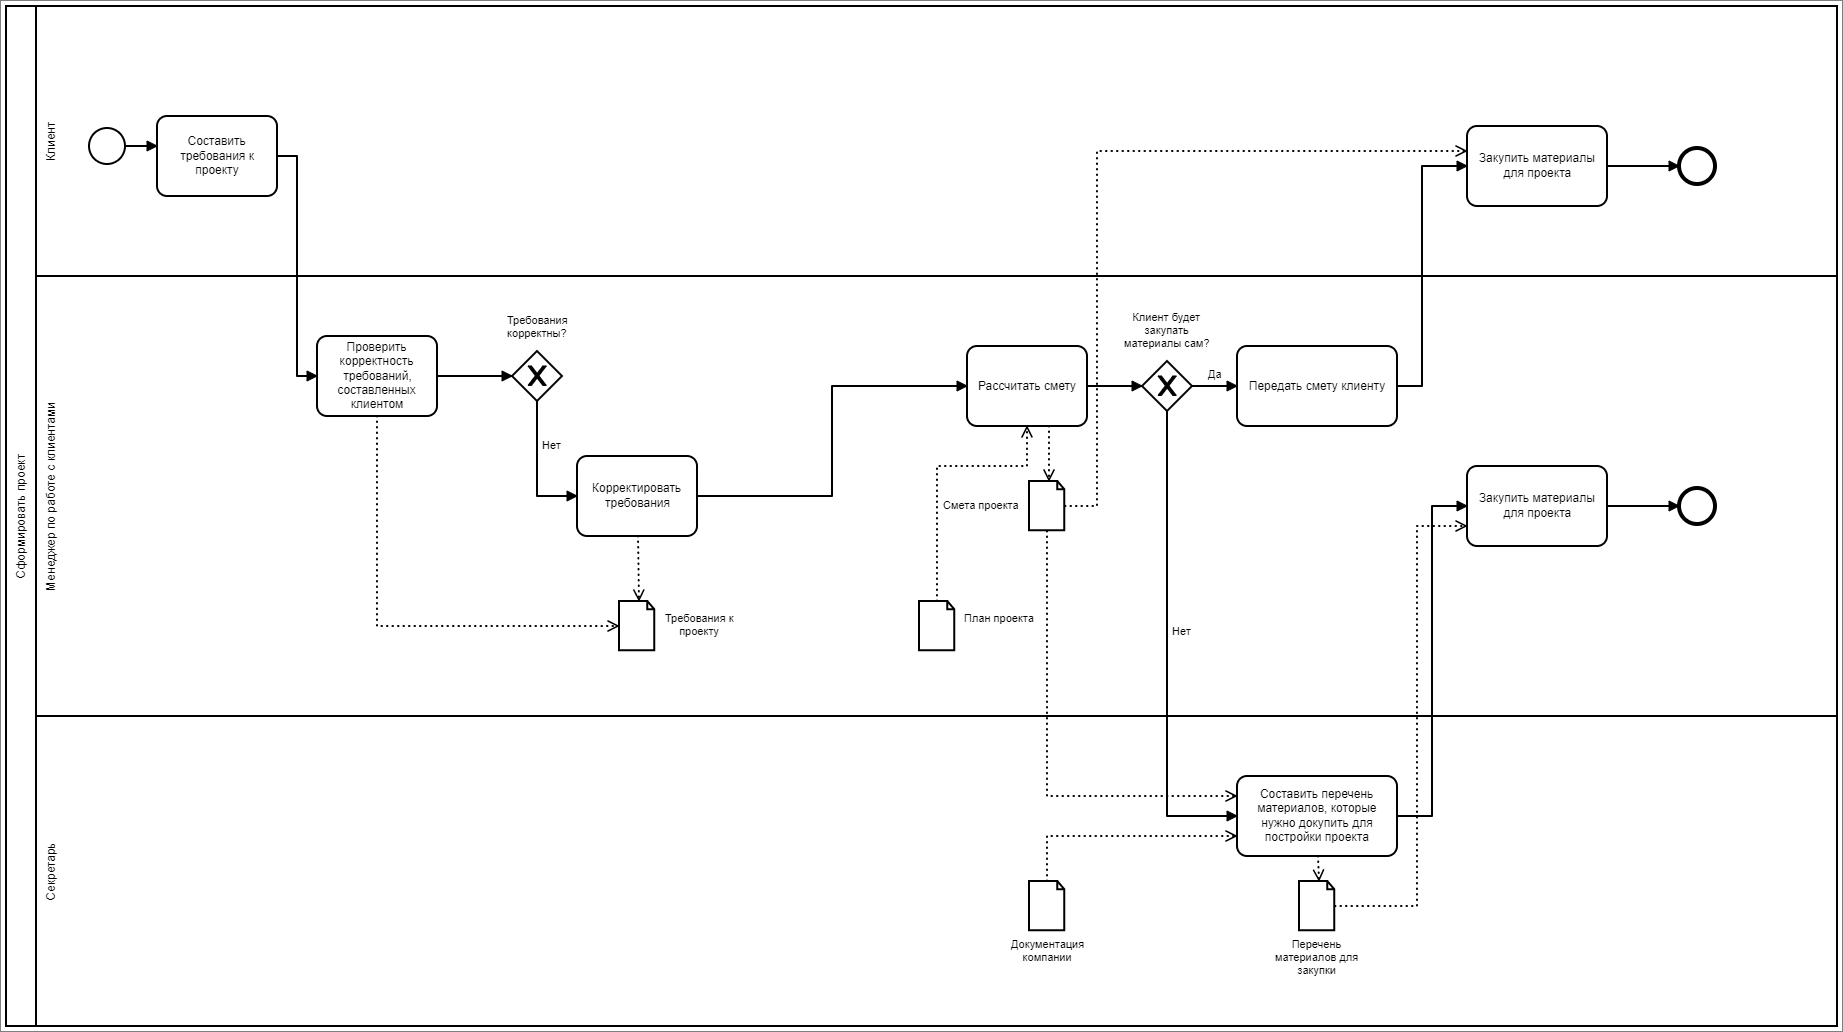 Сформировать проект
Клиент
Составить
требования к
проекту
Закупить материалы
для проекта
Менеджер по работе с клиентами
Проверить
корректность
требований,
составленных
клиентом
Требования
корректны?
Нет
Корректировать
требования
Требования к
проекту
Рассчитать смету
Смета проекта
План проекта
Клиент будет
закупать
материалы сам?
Да
Передать смету клиенту
Нет
Закупить материалы
для проекта
Секретарь
Составить перечень
материалов, которые
нужно докупить для
постройки проекта
Документация
компании
Перечень
материалов для
закупки